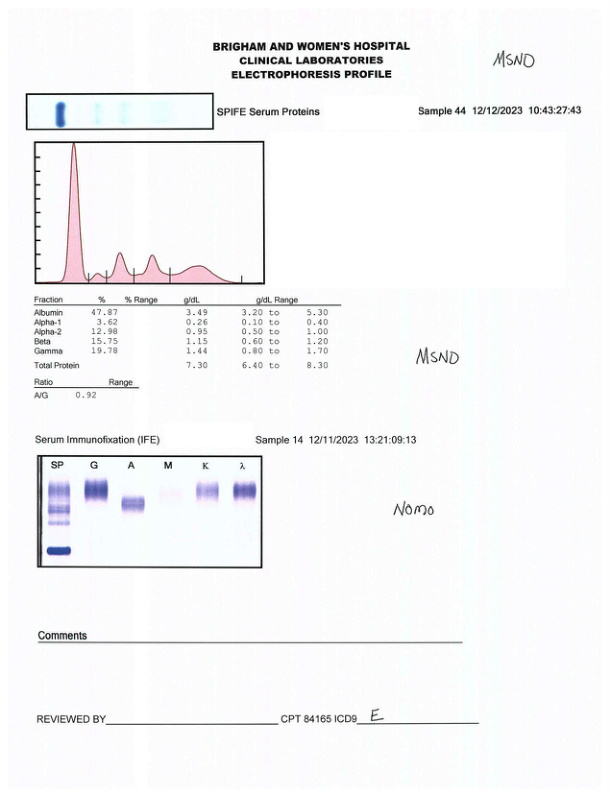 BRIGHAM AND WOMEN'S HOSPITAL
CLINICAL LABORATORIES
ELECTROPHORESIS PROFILE
MSND
SPIFE Serum Proteins Sample 44 12/12/2023 10:43:27:43
Fraction % % Range g/dL g/dL Range
Albumin 47.87 3.49 3.20 to 5.30
Alpha-1 3.62 0.26 0.10 to 0.40
Alpha-2 12.98 0.95 0.50 to 1.00
Beta 15.75 1.15 0.60 to 1.20
Gamma 19.78 1.44 0.80 to 1.70
Total Protein 7.30 6.40 to 8.30
MSND
Ratio Range
A/G 0.92
Serum Immunofixation (IFE) Sample 14 12/11/2023 13:21:09:13
SP G A M K λ
NOMO
Comments
REVIEWED BY CPT 84165 ICD9 E